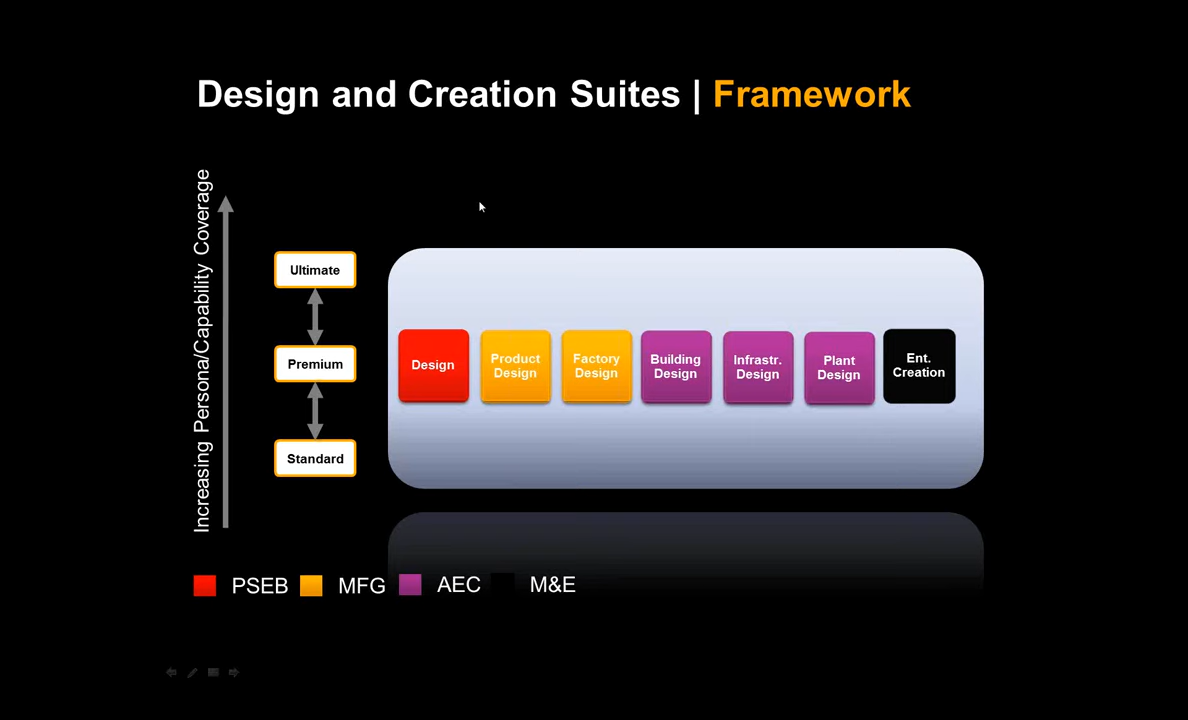 Design and Creation Suites | Framework
Increasing Persona/Capability Coverage
Ultimate
Premium
Standard
Design
Product
Design
Factory
Design
Building
Design
Infrastr.
Design
Plant
Design
Ent.
Creation
PSEB
MFG
AEC
M&E